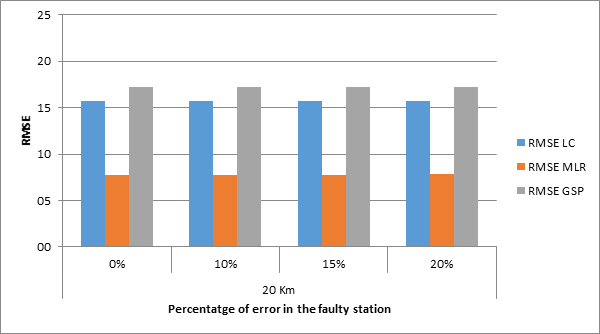 25
20
15
10
05
00
RMSE
0%
10%
15%
20%
20 Km
Percentatge of error in the faulty station
RMSE LC
RMSE MLR
RMSE GSP